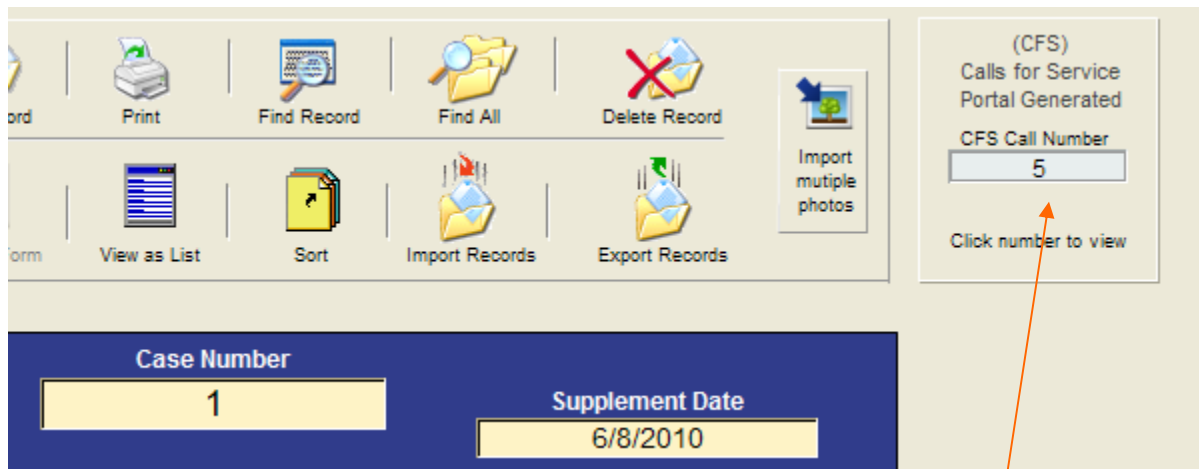 ord
Print
Find Record
Find All
Delete Record
Import
mutiple
photos
orm
View as List
Sort
Import Records
Export Records
(CFS)
Calls for Service
Portal Generated
CFS Call Number
5
Click number to view
Case Number
1
Supplement Date
6/8/2010